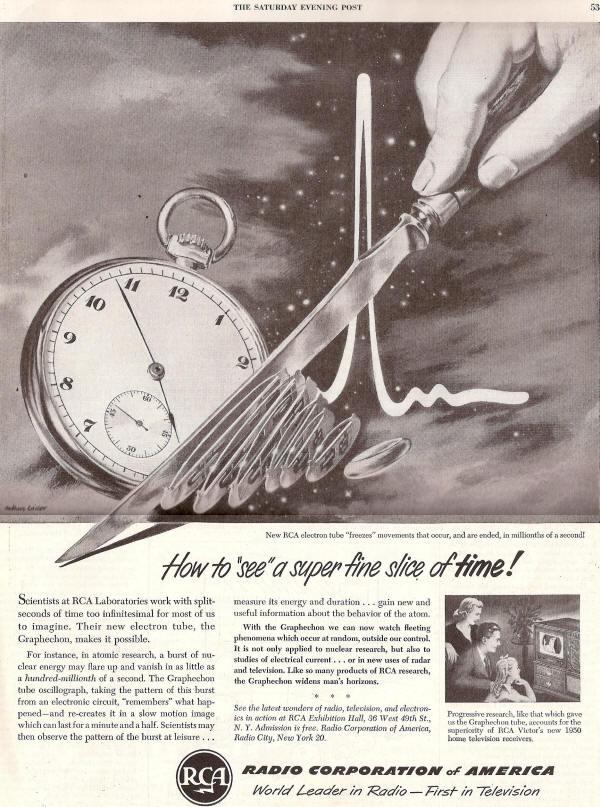 THE SATURDAY EVENING POST
53
10
11
12
1
2
9
8
7
60
30
New RCA electron tube "freezes" movements that occur, and are ended, in millionths of a second!
How to "see" a super fine slice of time!
Scientists at RCA Laboratories work with split-
seconds of time too infinitesimal for most of us
to imagine. Their new electron tube, the
Graphechon, makes it possible.
For instance, in atomic research, a burst of nu-
clear energy may flare up and vanish in as little as
a hundred-millionth of a second. The Graphechon
tube oscillograph, taking the pattern of this burst
from an electronic circuit, "remembers" what hap-
pened—and re-creates it in a slow motion image
which can last for a minute and a half. Scientists may
then observe the pattern of the burst at leisure . . .
measure its energy and duration . . . gain new and
useful information about the behavior of the atom.
With the Graphechon we can now watch fleeting
phenomena which occur at random, outside our control.
It is not only applied to nuclear research, but also to
studies of electrical current . . . or in new uses of radar
and television. Like so many products of RCA research,
the Graphechon widens man's horizons.
* * *
See the latest wonders of radio, television, and electron-
ics in action at RCA Exhibition Hall, 36 West 49th St.,
N. Y. Admission is free. Radio Corporation of America,
Radio City, New York 20.
Progressive research, like that which gave
us the Graphechon tube, accounts for the
superiority of RCA Victor's new 1950
home television receivers.
RCA
RADIO CORPORATION of AMERICA
World Leader in Radio — First in Television